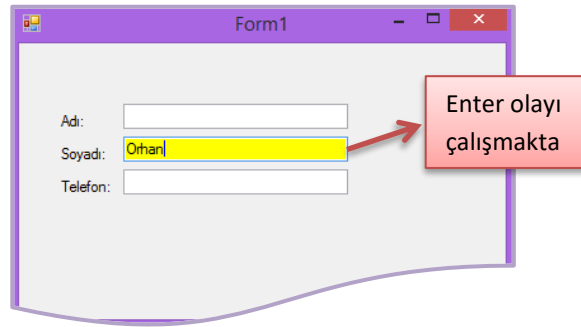 Form1
Adı:
Soyadı: Orhan
Telefon:
Enter olayı
çalışmakta